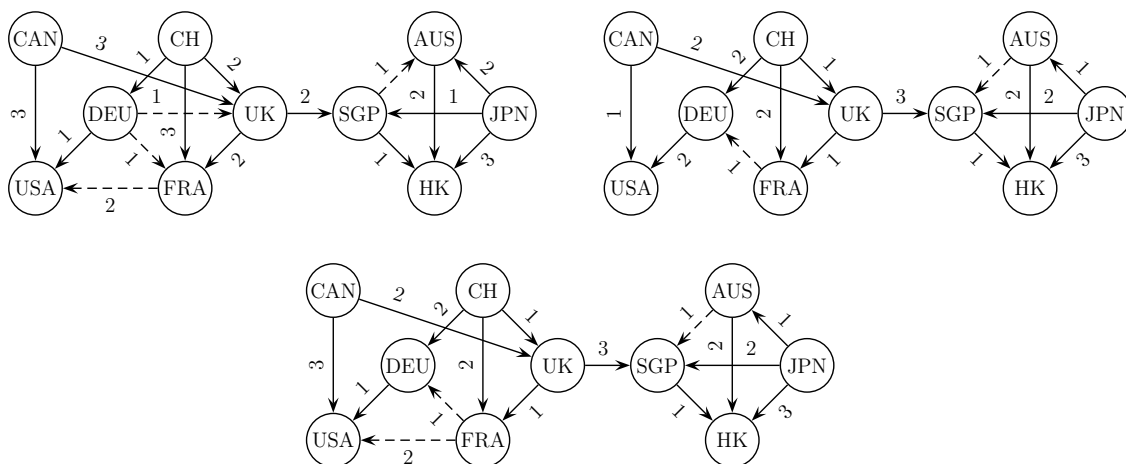 CAN CH AUS CAN CH AUS
3 1 2 1 2 2 2 1 1 1
DEU 1 UK 2 SGP 2 1 JPN DEU UK 3 SGP 2 2 JPN
3 3 1 2
1 1 2 1 3 2 1 1 1 3
USA 2 FRA HK USA FRA HK
CAN CH AUS
2 2 1 1 1
3 DEU 2 UK 3 SGP 2 2 JPN
1 1 1 1 3
USA 2 FRA HK